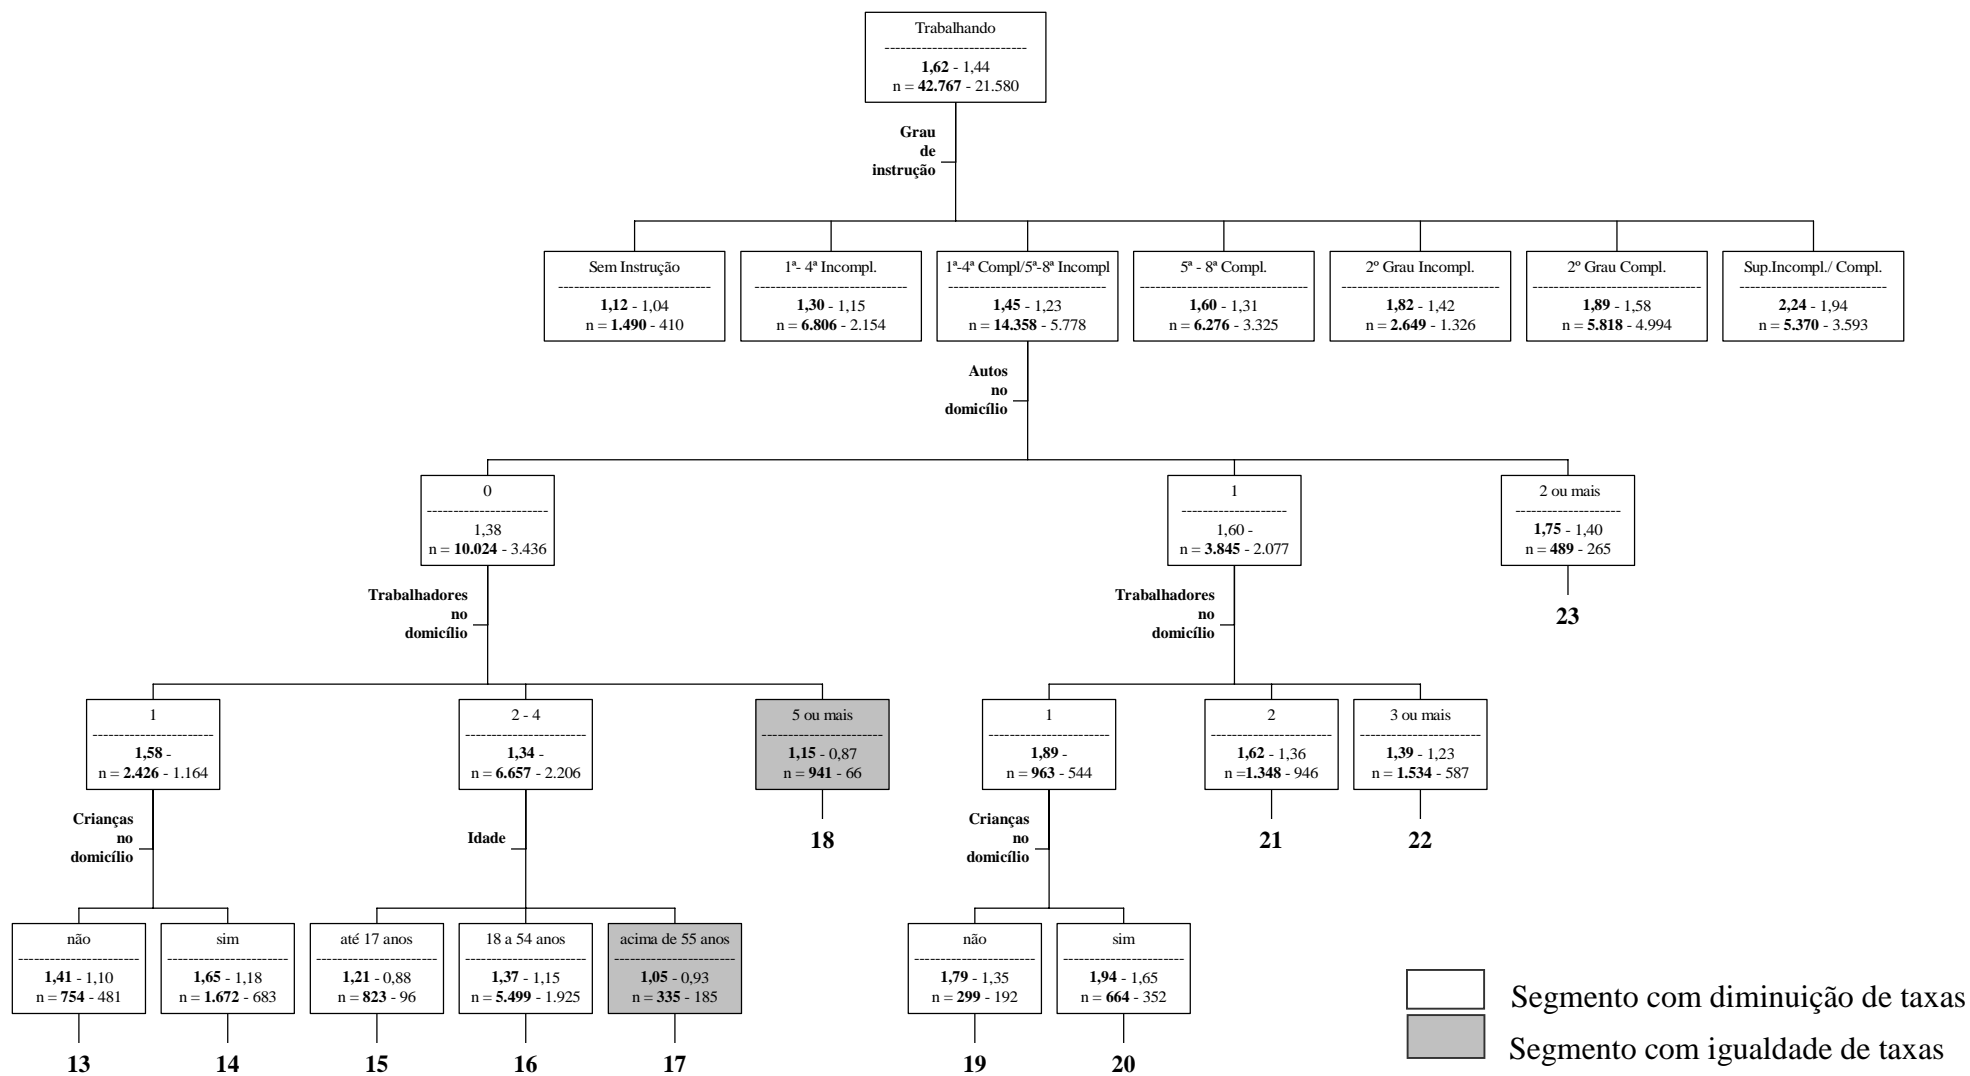 Trabalhando
---------------------------
1,62 - 1,44
n = 42.767 - 21.580
Grau
de
instrução
Sem Instrução
-----------------------------
1,12 - 1,04
n = 1.490 - 410
1ª- 4ª Incompl.
-----------------------------
1,30 - 1,15
n = 6.806 - 2.154
1ª-4ª Compl/5ª-8ª Incompl
-----------------------------
1,45 - 1,23
n = 14.358 - 5.778
5ª - 8ª Compl.
-----------------------------
1,60 - 1,31
n = 6.276 - 3.325
2º Grau Incompl.
-----------------------------
1,82 - 1,42
n = 2.649 - 1.326
2º Grau Compl.
-----------------------------
1,89 - 1,58
n = 5.818 - 4.994
Sup.Incompl./ Compl.
-----------------------------
2,24 - 1,94
n = 5.370 - 3.593
Autos
no
domicílio
0
-----------------------
1,38
n = 10.024 - 3.436
1
--------------------
1,60 -
n = 3.845 - 2.077
2 ou mais
--------------------
1,75 - 1,40
n = 489 - 265
23
Trabalhadores
no
domicílio
Trabalhadores
no
domicílio
1
-----------------------
1,58 -
n = 2.426 - 1.164
2 - 4
-----------------------
1,34 -
n = 6.657 - 2.206
5 ou mais
-----------------------
1,15 - 0,87
n = 941 - 66
18
1
-----------------------
1,89 -
n = 963 - 544
2
--------------------
1,62 - 1,36
n =1.348 - 946
21
3 ou mais
-----------------------
1,39 - 1,23
n = 1.534 - 587
22
Crianças
no
domicílio
Idade
Crianças
no
domicílio
não
-----------------------
1,41 - 1,10
n = 754 - 481
13
sim
-----------------------
1,65 - 1,18
n = 1.672 - 683
14
até 17 anos
-----------------------
1,21 - 0,88
n = 823 - 96
15
18 a 54 anos
-----------------------
1,37 - 1,15
n = 5.499 - 1.925
16
acima de 55 anos
-----------------------
1,05 - 0,93
n = 335 - 185
17
não
-----------------------
1,79 - 1,35
n = 299 - 192
19
sim
-----------------------
1,94 - 1,65
n = 664 - 352
20
Segmento com diminuição de taxas
Segmento com igualdade de taxas